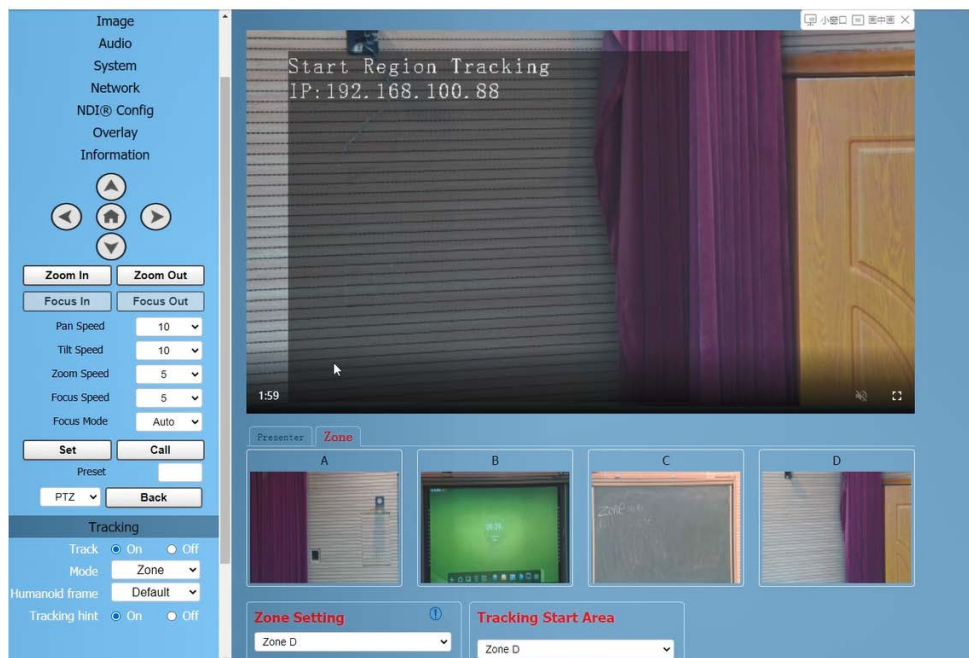 Image
Audio
System
Network
NDI® Config
Overlay
Information
Zoom In Zoom Out
Focus In Focus Out
Pan Speed 10
Tilt Speed 10
Zoom Speed 5
Focus Speed 5
Focus Mode Auto
Set Call
Preset
PTZ Back
Tracking
Track On Off
Mode Zone
Humanoid frame Default
Tracking hint On Off
小窗口 画中画
Start Region Tracking
IP:192.168.100.88
1:59
Presenter Zone
A B C D
Zone Setting
Zone D
Tracking Start Area
Zone D